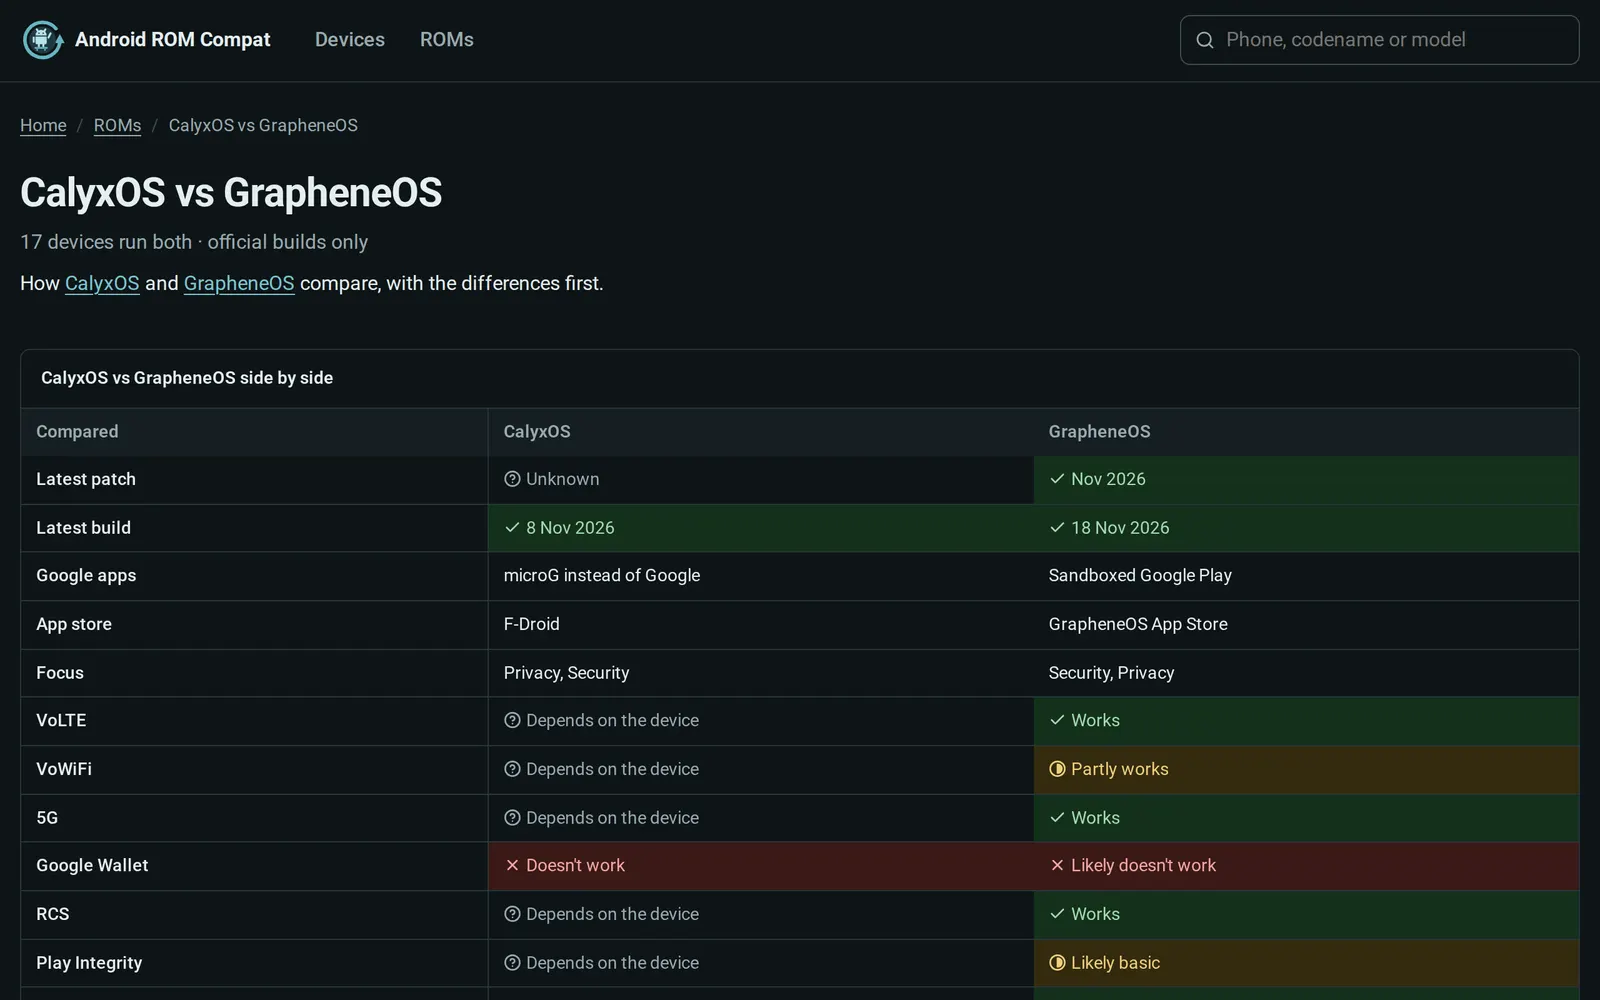 Android ROM Compat Devices ROMs Phone, codename or model
Home / ROMs / CalyxOS vs GrapheneOS
CalyxOS vs GrapheneOS
17 devices run both · official builds only
How CalyxOS and GrapheneOS compare, with the differences first.
CalyxOS vs GrapheneOS side by side
Compared CalyxOS GrapheneOS
Latest patch Unknown Nov 2026
Latest build 8 Nov 2026 18 Nov 2026
Google apps microG instead of Google Sandboxed Google Play
App store F-Droid GrapheneOS App Store
Focus Privacy, Security Security, Privacy
VoLTE Depends on the device Works
VoWiFi Depends on the device Partly works
5G Depends on the device Works
Google Wallet Doesn't work Likely doesn't work
RCS Depends on the device Works
Play Integrity Depends on the device Likely basic